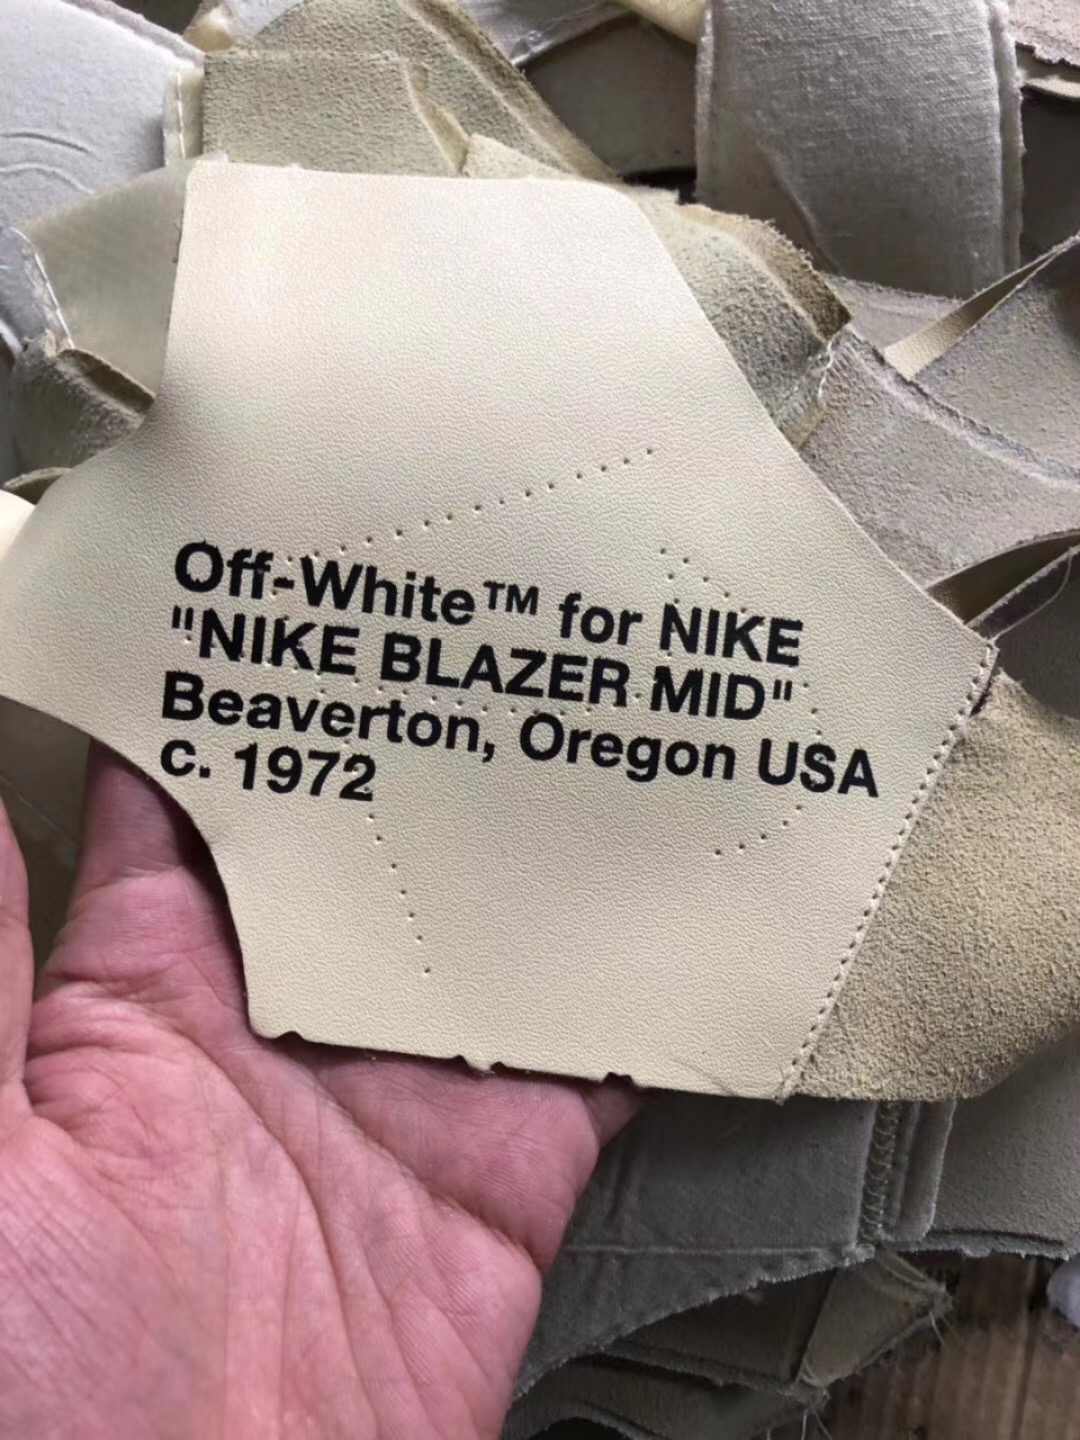 Off-White™ for NIKE
"NIKE BLAZER MID"
Beaverton, Oregon USA
c. 1972